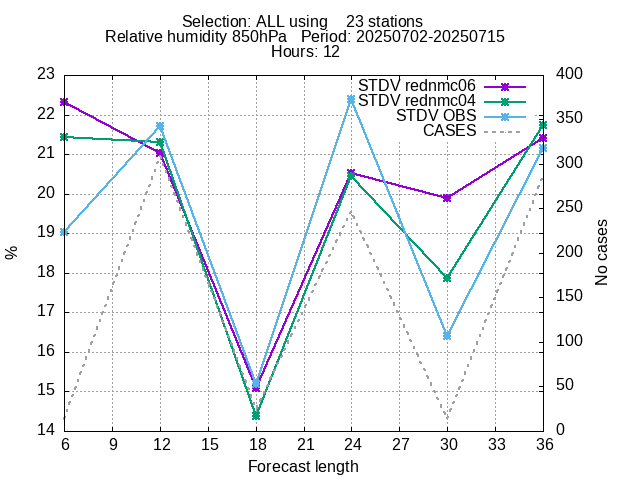 Selection: ALL using    23 stations
Relative humidity 850hPa   Period: 20250702-20250715
Hours: 12
STDV rednmc06
STDV rednmc04
STDV OBS
CASES
23
22
21
20
19
18
17
16
15
14
%
400
350
300
250
200
150
100
50
0
No cases
6 9 12 15 18 21 24 27 30 33 36
Forecast length